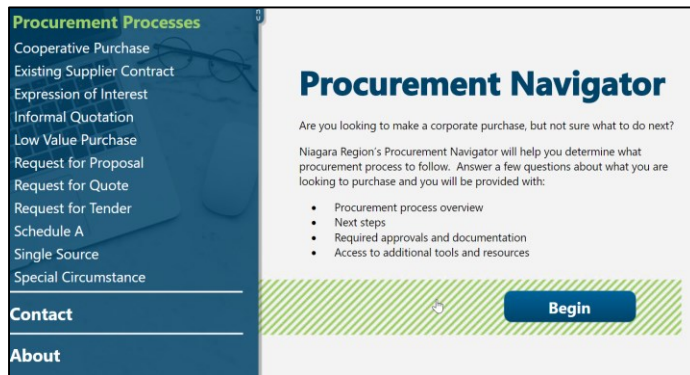 Procurement Processes
Cooperative Purchase
Existing Supplier Contract
Expression of Interest
Informal Quotation
Low Value Purchase
Request for Proposal
Request for Quote
Request for Tender
Schedule A
Single Source
Special Circumstance
Contact
About
Procurement Navigator
Are you looking to make a corporate purchase, but not sure what to do next?
Niagara Region's Procurement Navigator will help you determine what
procurement process to follow. Answer a few questions about what you are
looking to purchase and you will be provided with:
• Procurement process overview
• Next steps
• Required approvals and documentation
• Access to additional tools and resources
Begin